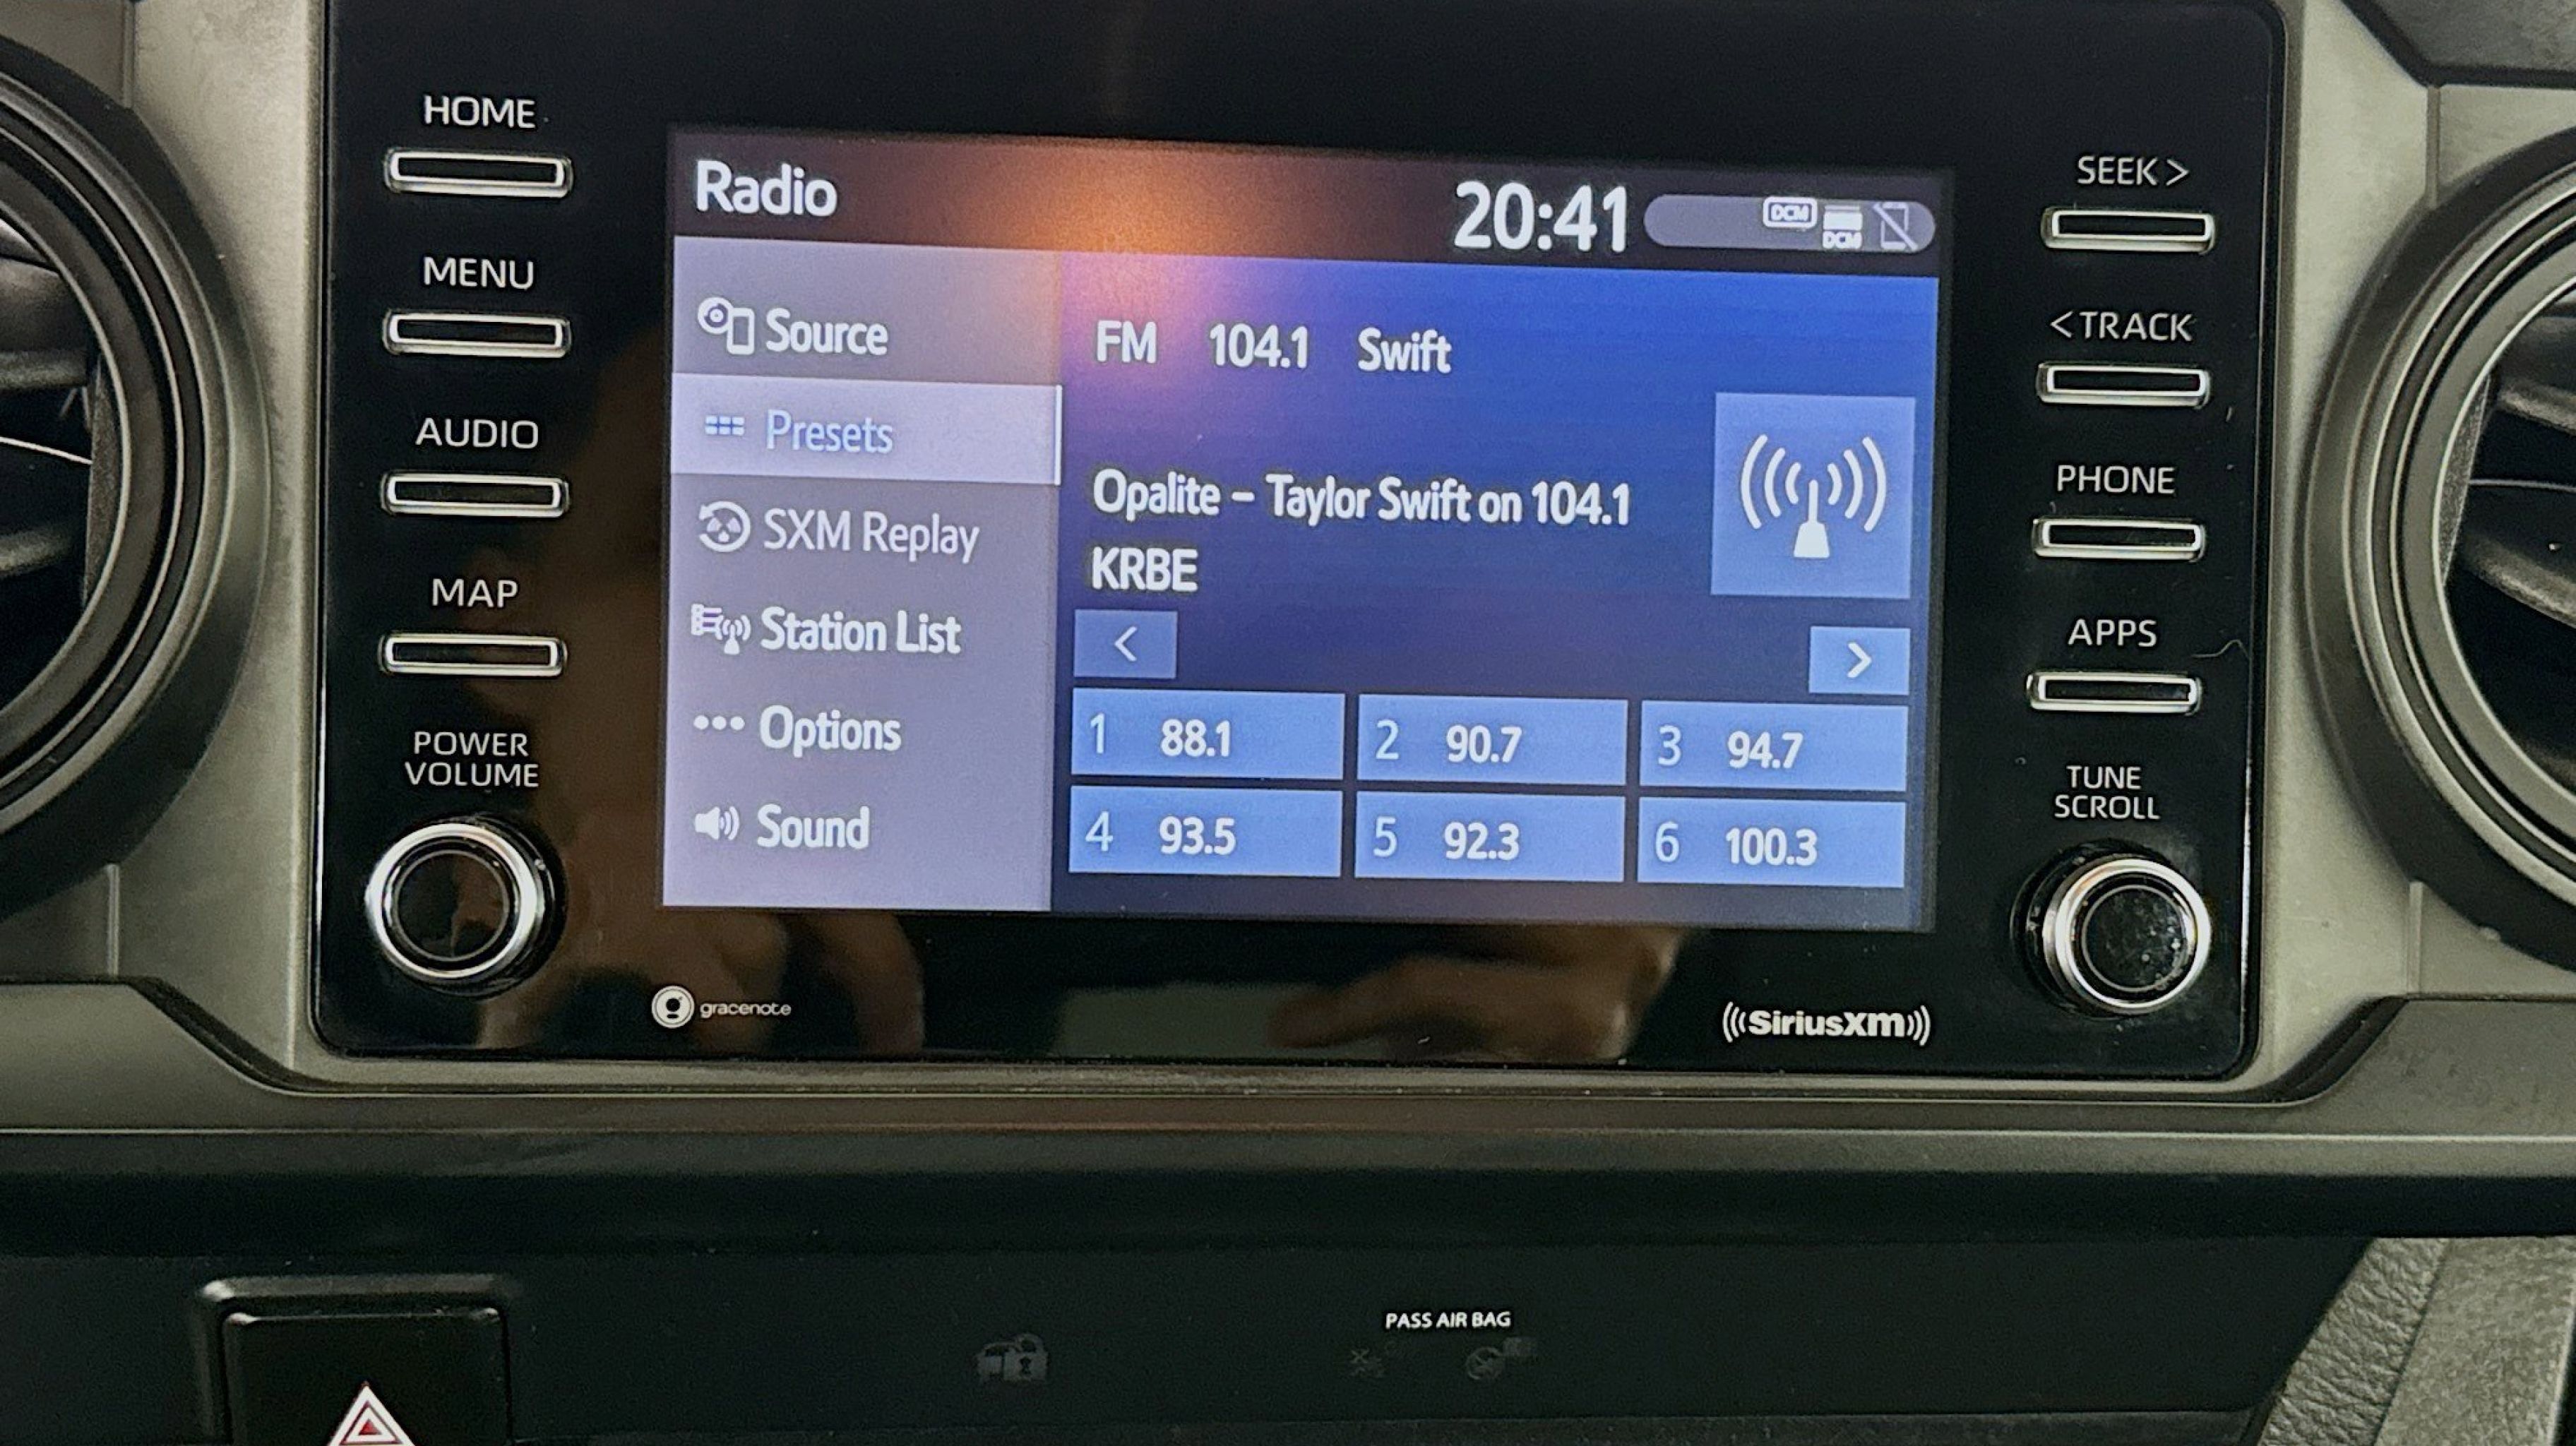 HOME
MENU
AUDIO
MAP
POWER
VOLUME
Radio
20:41
DCM
DCM
Source
Presets
SXM Replay
Station List
Options
Sound
FM 104.1 Swift
Opalite – Taylor Swift on 104.1
KRBE
<
>
1 88.1
2 90.7
3 94.7
4 93.5
5 92.3
6 100.3
SEEK >
< TRACK
PHONE
APPS
TUNE
SCROLL
gracenote
(((SiriusXM)))
PASS AIR BAG